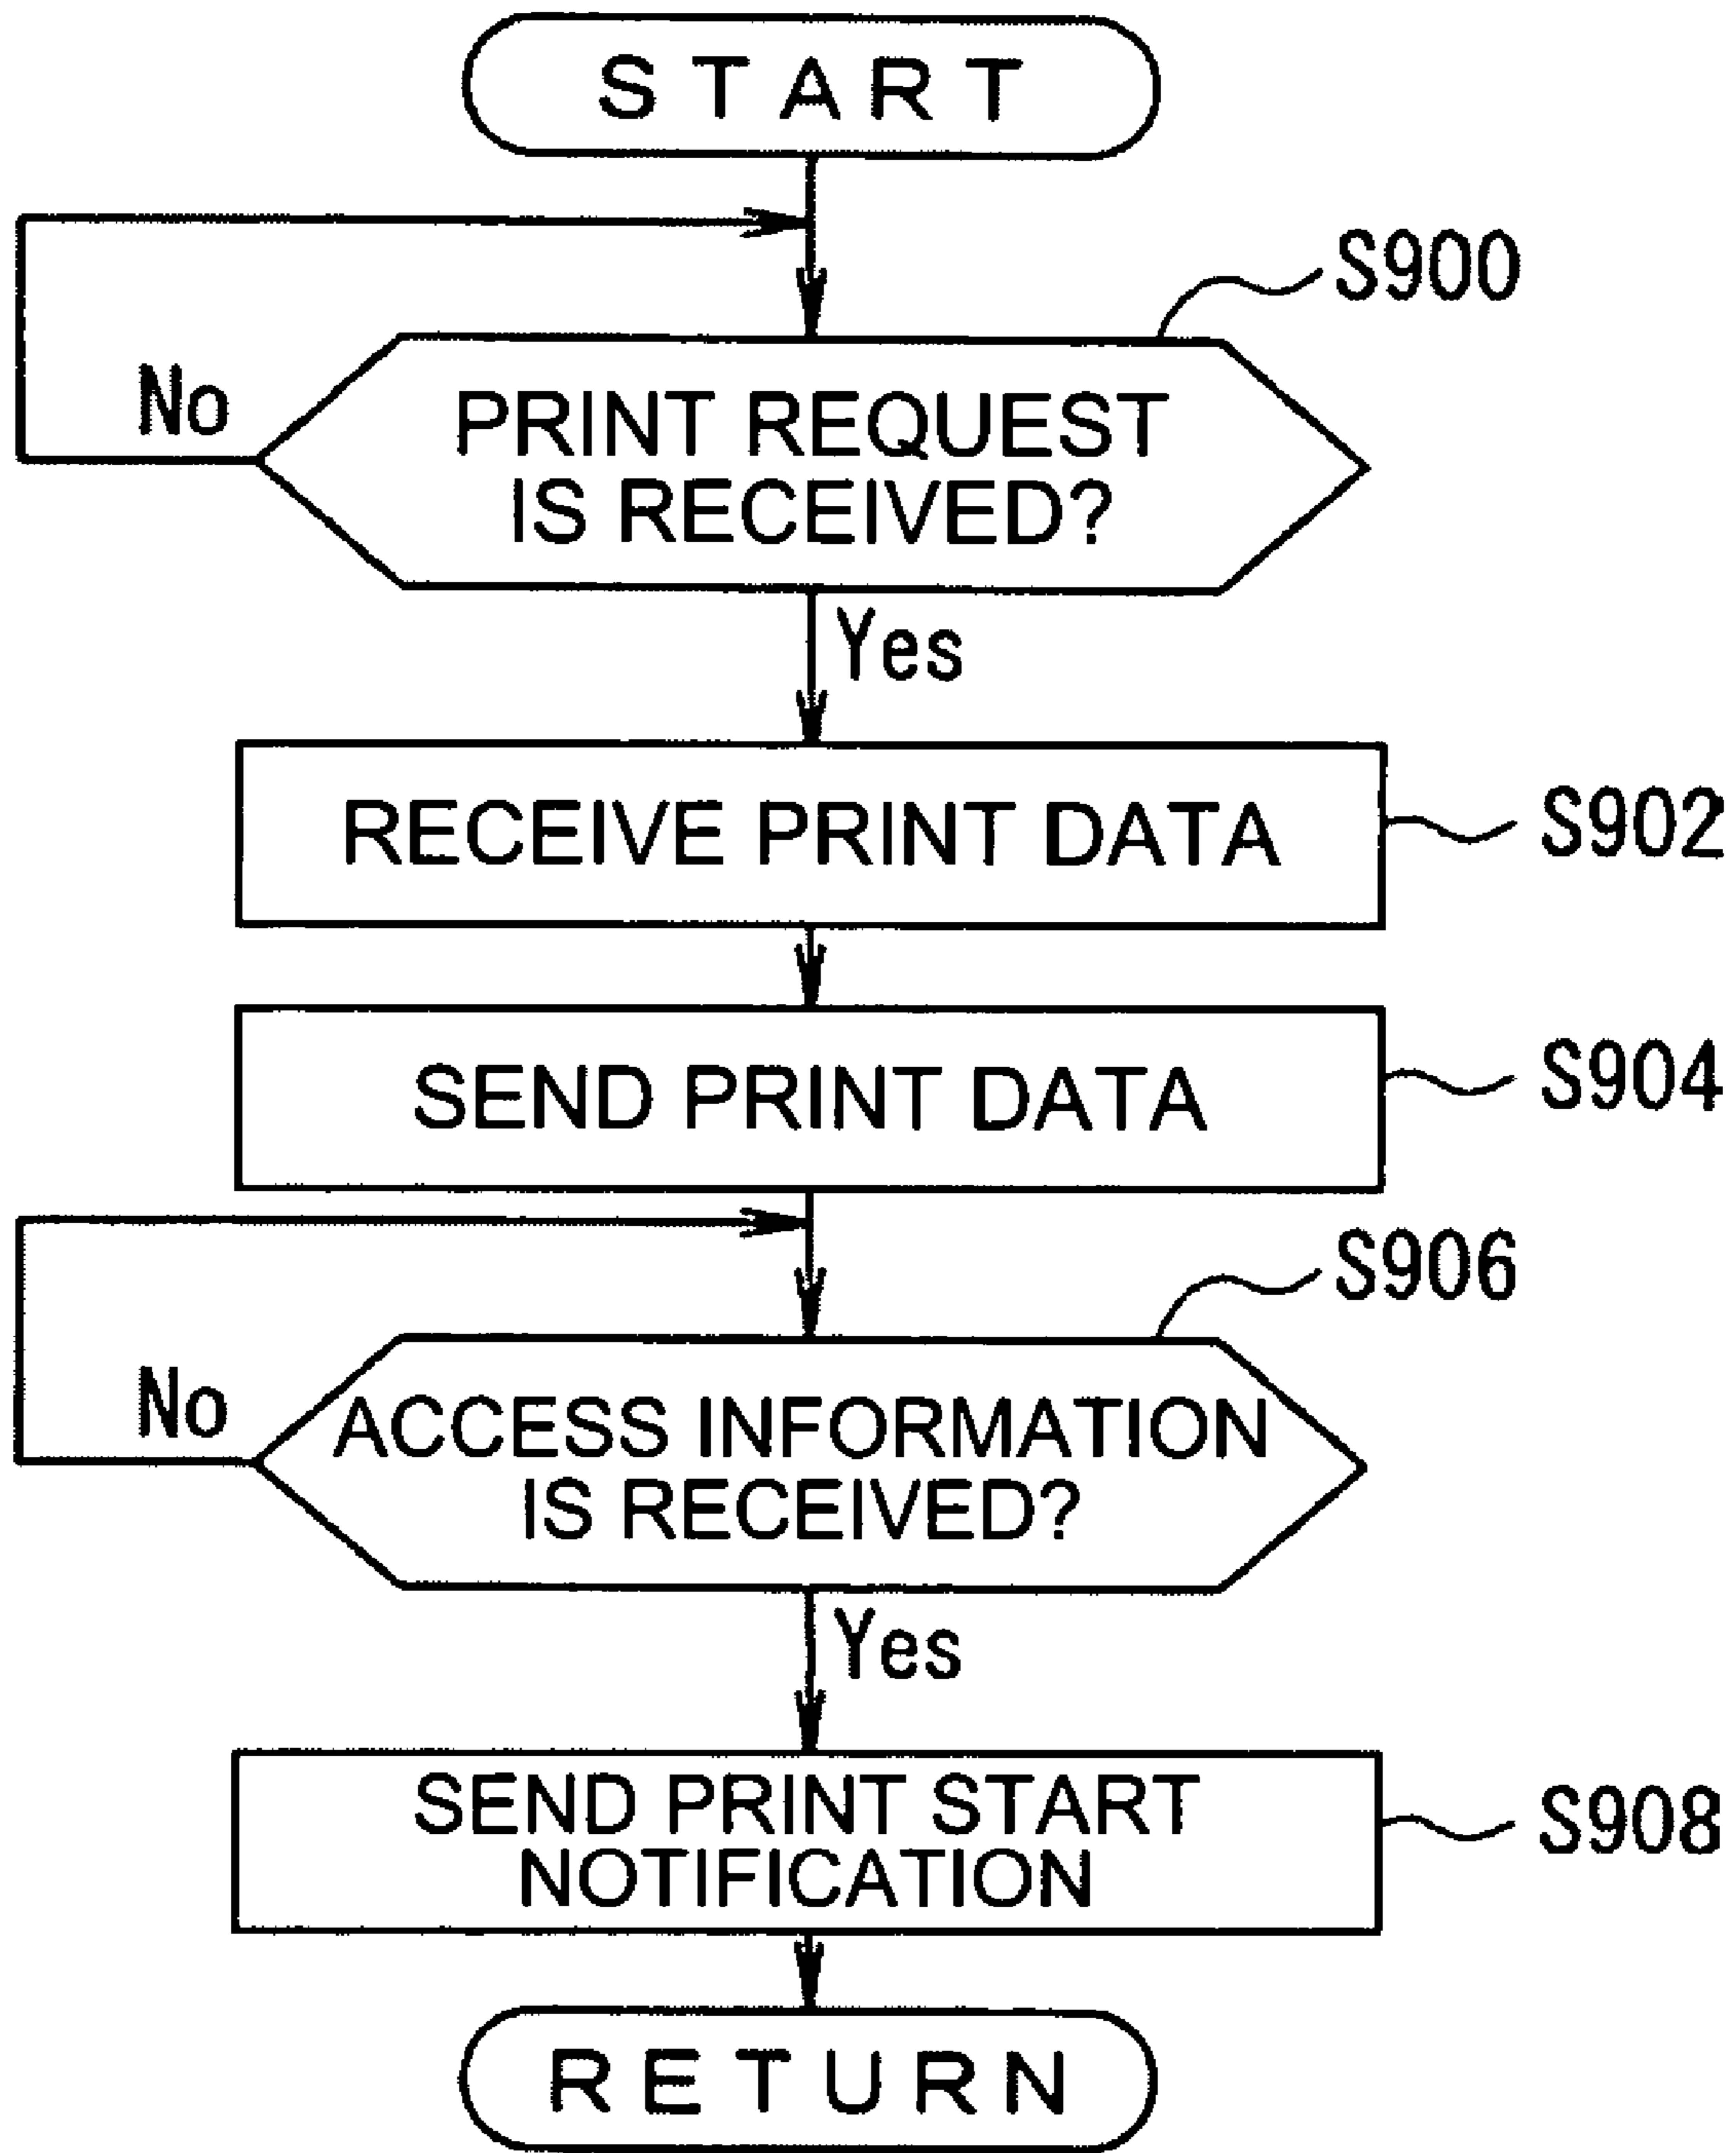 START
S900
No
PRINT REQUEST
IS RECEIVED?
Yes
RECEIVE PRINT DATA
S902
SEND PRINT DATA
S904
S906
No
ACCESS INFORMATION
IS RECEIVED?
Yes
SEND PRINT START
NOTIFICATION
S908
RETURN